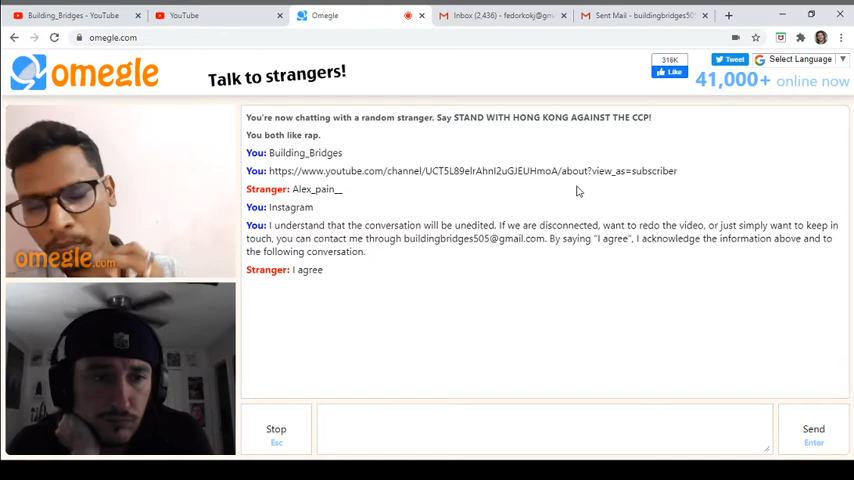 Building_Bridges - YouTube
YouTube
Omegle
Inbox (2,436) - fedorkokj@gm
Sent Mail - buildingbridges505
omegle.com
omegle
Talk to strangers!
316K
Like
Tweet
Select Language
41,000+ online now
You're now chatting with a random stranger. Say STAND WITH HONG KONG AGAINST THE CCP!
You both like rap.
You: Building_Bridges
You: https://www.youtube.com/channel/UCT5L89elrAhnI2uGJEUHmoA/about?view_as=subscriber
Stranger: Alex_pain__
You: Instagram
You: I understand that the conversation will be unedited. If we are disconnected, want to redo the video, or just simply want to keep in
touch, you can contact me through buildingbridges505@gmail.com. By saying "I agree", I acknowledge the information above and to
the following conversation.
Stranger: I agree
omegle.com
Stop
Esc
Send
Enter